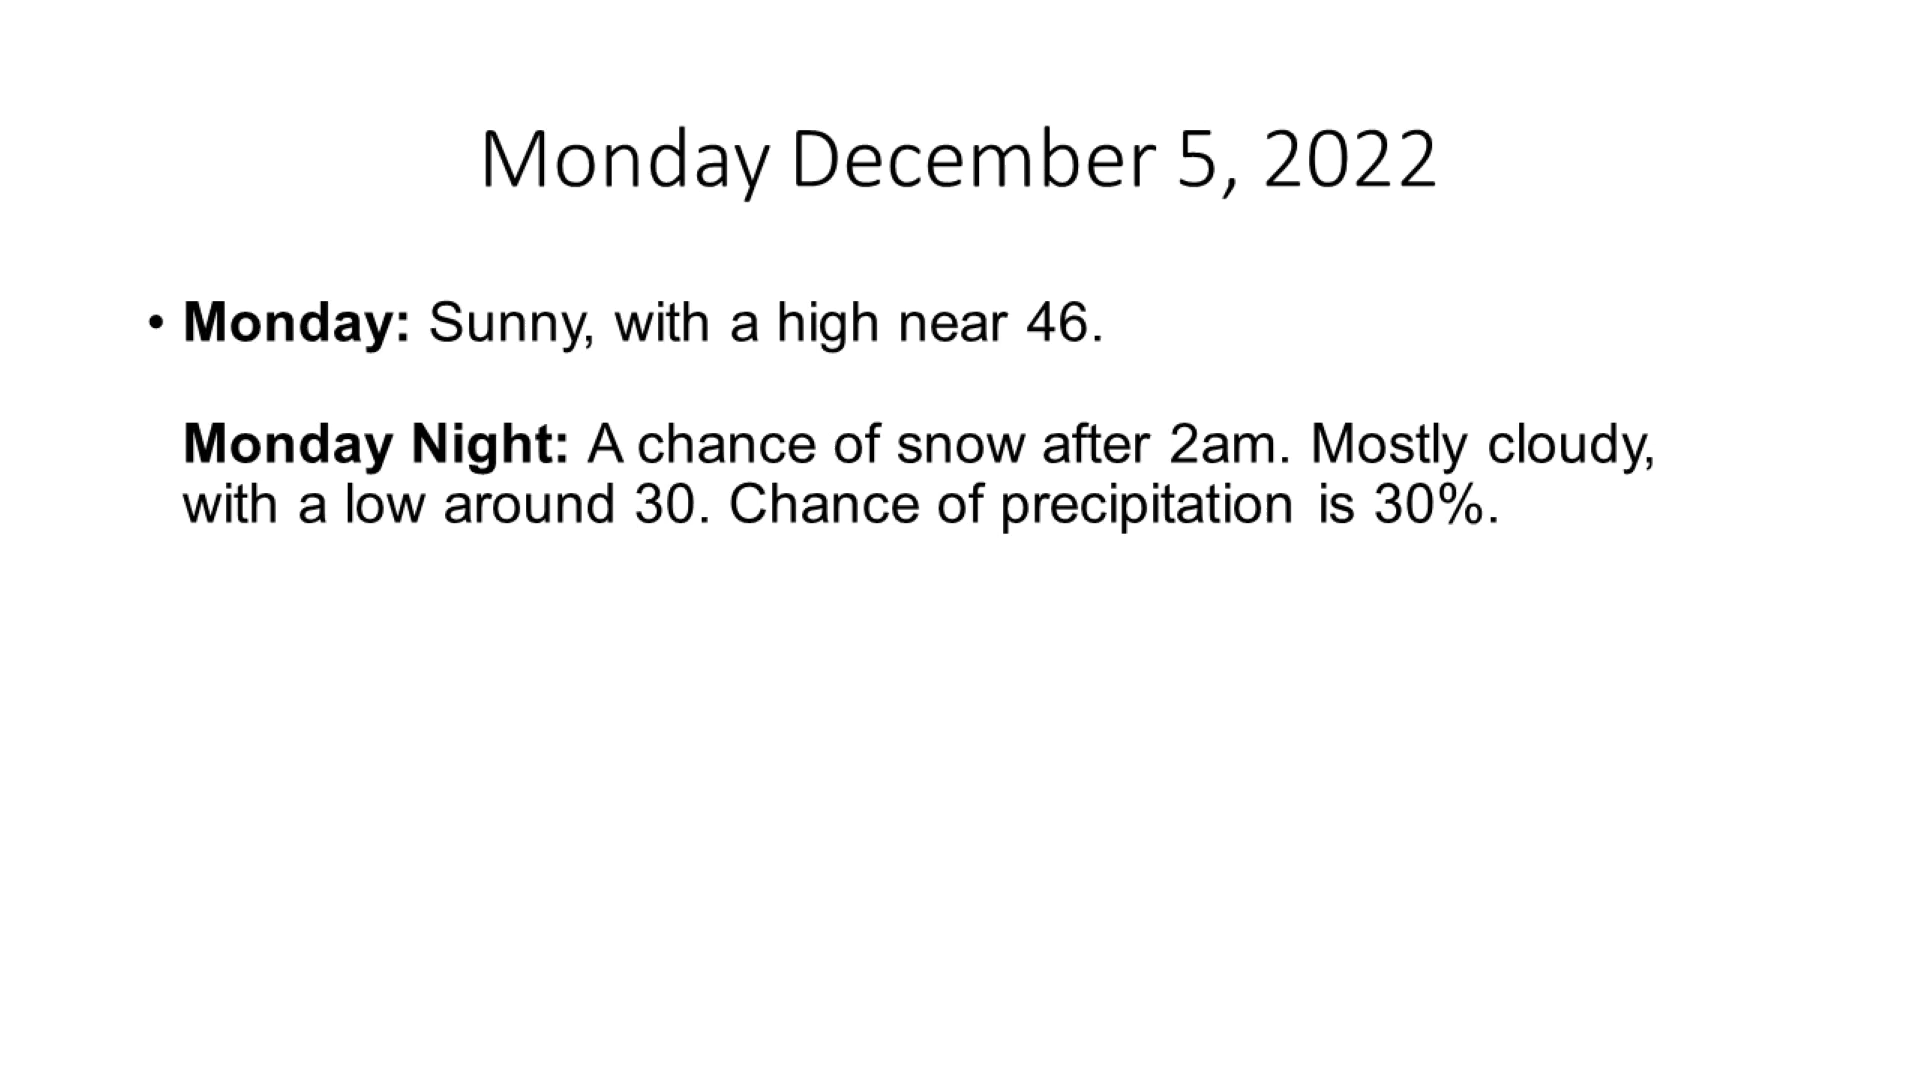 Monday December 5, 2022
• Monday: Sunny, with a high near 46.
Monday Night: A chance of snow after 2am. Mostly cloudy,
with a low around 30. Chance of precipitation is 30%.